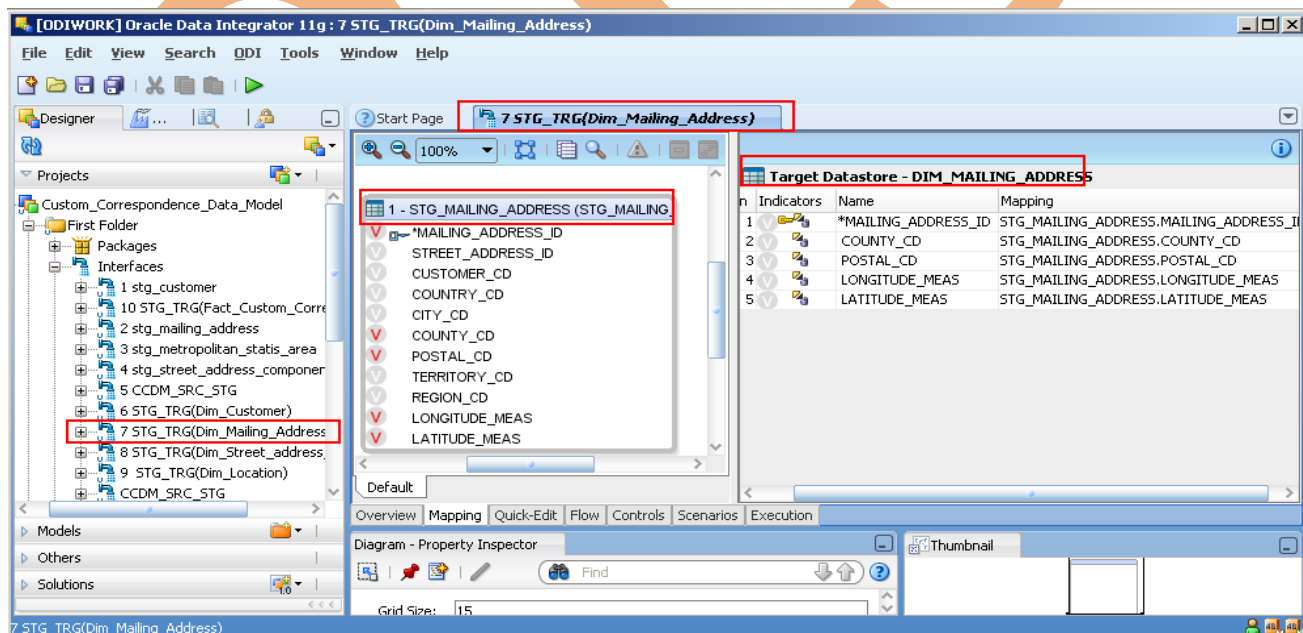 [ODIWORK] Oracle Data Integrator 11g : 7 STG_TRG(Dim_Mailing_Address)
File Edit View Search ODI Tools Window Help
Designer
Projects
Custom_Correspondence_Data_Model
First Folder
Packages
Interfaces
1 stg_customer
10 STG_TRG(Fact_Custom_Corre
2 stg_mailing_address
3 stg_metropolitan_statis_area
4 stg_street_address_componer
5 CCDM_SRC_STG
6 STG_TRG(Dim_Customer)
7 STG_TRG(Dim_Mailing_Address
8 STG_TRG(Dim_Street_address_
9 STG_TRG(Dim_Location)
CCDM_SRC_STG
Models
Others
Solutions
Start Page
7 STG_TRG(Dim_Mailing_Address)
100%
1 - STG_MAILING_ADDRESS (STG_MAILING_
*MAILING_ADDRESS_ID
STREET_ADDRESS_ID
CUSTOMER_CD
COUNTRY_CD
CITY_CD
COUNTY_CD
POSTAL_CD
TERRITORY_CD
REGION_CD
LONGITUDE_MEAS
LATITUDE_MEAS
Default
Target Datastore - DIM_MAILING_ADDRESS
n Indicators Name Mapping
1 *MAILING_ADDRESS_ID STG_MAILING_ADDRESS.MAILING_ADDRESS_II
2 COUNTY_CD STG_MAILING_ADDRESS.COUNTY_CD
3 POSTAL_CD STG_MAILING_ADDRESS.POSTAL_CD
4 LONGITUDE_MEAS STG_MAILING_ADDRESS.LONGITUDE_MEAS
5 LATITUDE_MEAS STG_MAILING_ADDRESS.LATITUDE_MEAS
Overview Mapping Quick-Edit Flow Controls Scenarios Execution
Diagram - Property Inspector
Find
Grid Size: 15
Thumbnail
7 STG_TRG(Dim_Mailing_Address)